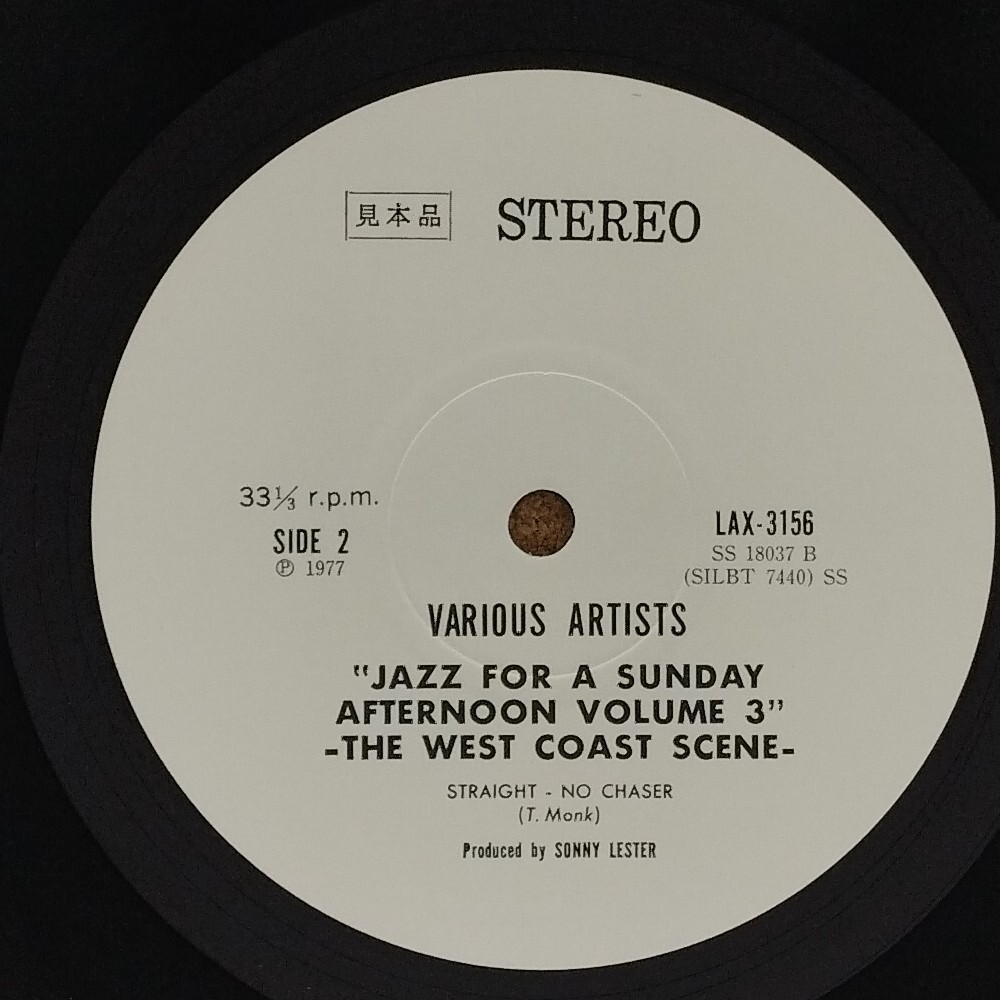 見本品 STEREO
33⅓ r.p.m.
SIDE 2
Ⓟ 1977
LAX-3156
SS 18037 B
(SILBT 7440) SS
VARIOUS ARTISTS
"JAZZ FOR A SUNDAY
AFTERNOON VOLUME 3"
-THE WEST COAST SCENE-
STRAIGHT - NO CHASER
(T. Monk)
Produced by SONNY LESTER